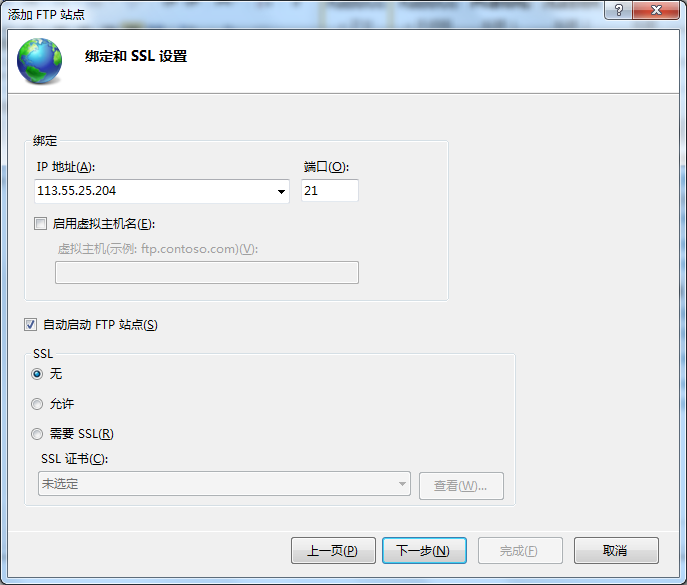 添加 FTP 站点
绑定和 SSL 设置
绑定
IP 地址(A):
端口(O):
113.55.25.204
21
启用虚拟主机名(E):
虚拟主机(示例: ftp.contoso.com)(V):
自动启动 FTP 站点(S)
SSL
无
允许
需要 SSL(R)
SSL 证书(C):
未选定
查看(W)...
上一页(P)
下一步(N)
完成(F)
取消